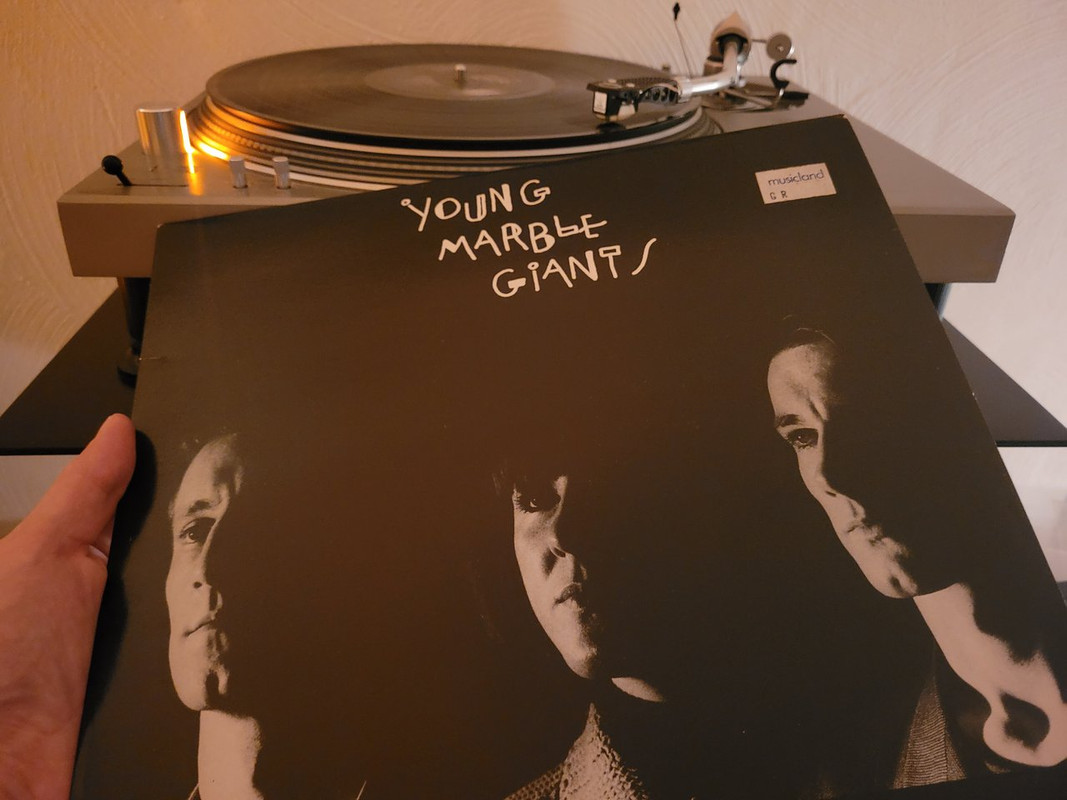 YOUNG
MARBLE
GIANTS
musicland
G R